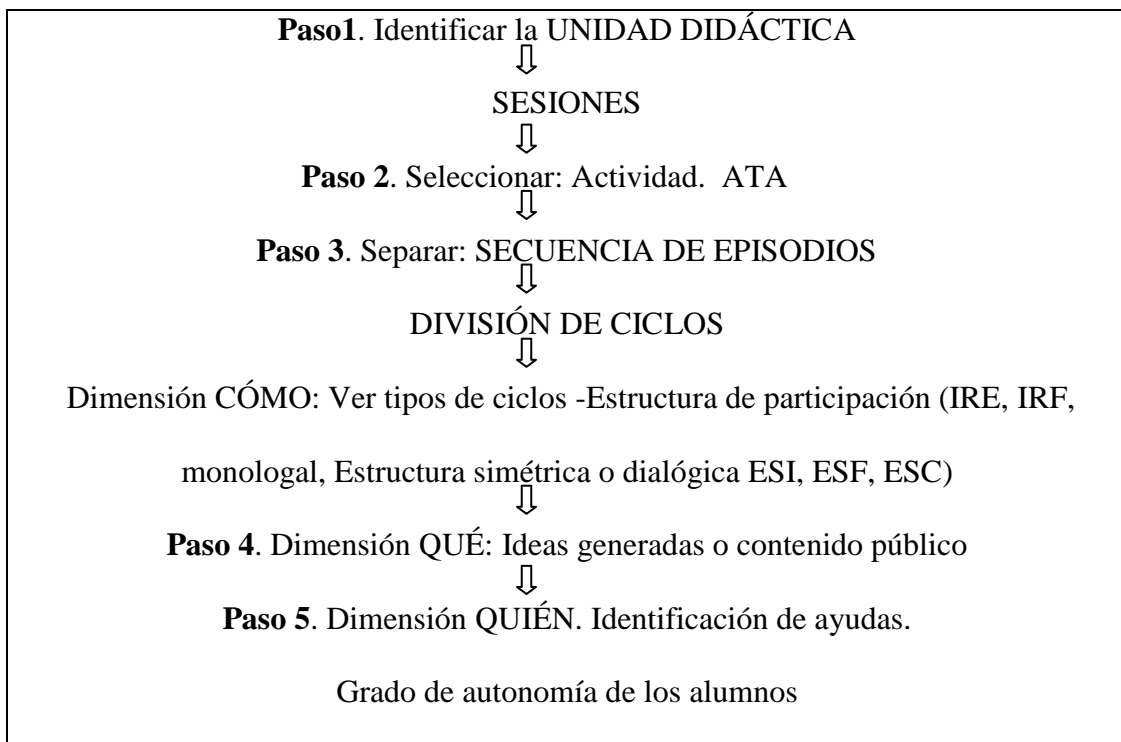 Paso1. Identificar la UNIDAD DIDÁCTICA
SESIONES
Paso 2. Seleccionar: Actividad. ATA
Paso 3. Separar: SECUENCIA DE EPISODIOS
DIVISIÓN DE CICLOS
Dimensión CÓMO: Ver tipos de ciclos -Estructura de participación (IRE, IRF,
monologal, Estructura simétrica o dialógica ESI, ESF, ESC)
Paso 4. Dimensión QUÉ: Ideas generadas o contenido público
Paso 5. Dimensión QUIÉN. Identificación de ayudas.
Grado de autonomía de los alumnos